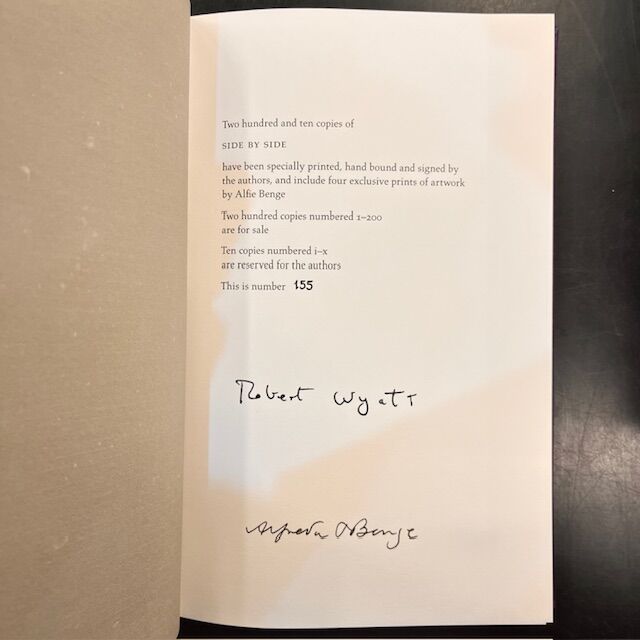 Two hundred and ten copies of
SIDE BY SIDE
have been specially printed, hand bound and signed by
the authors, and include four exclusive prints of artwork
by Alfie Benge
Two hundred copies numbered 1–200
are for sale
Ten copies numbered i–x
are reserved for the authors
This is number 155
Robert Wyatt
Alfreda Benge